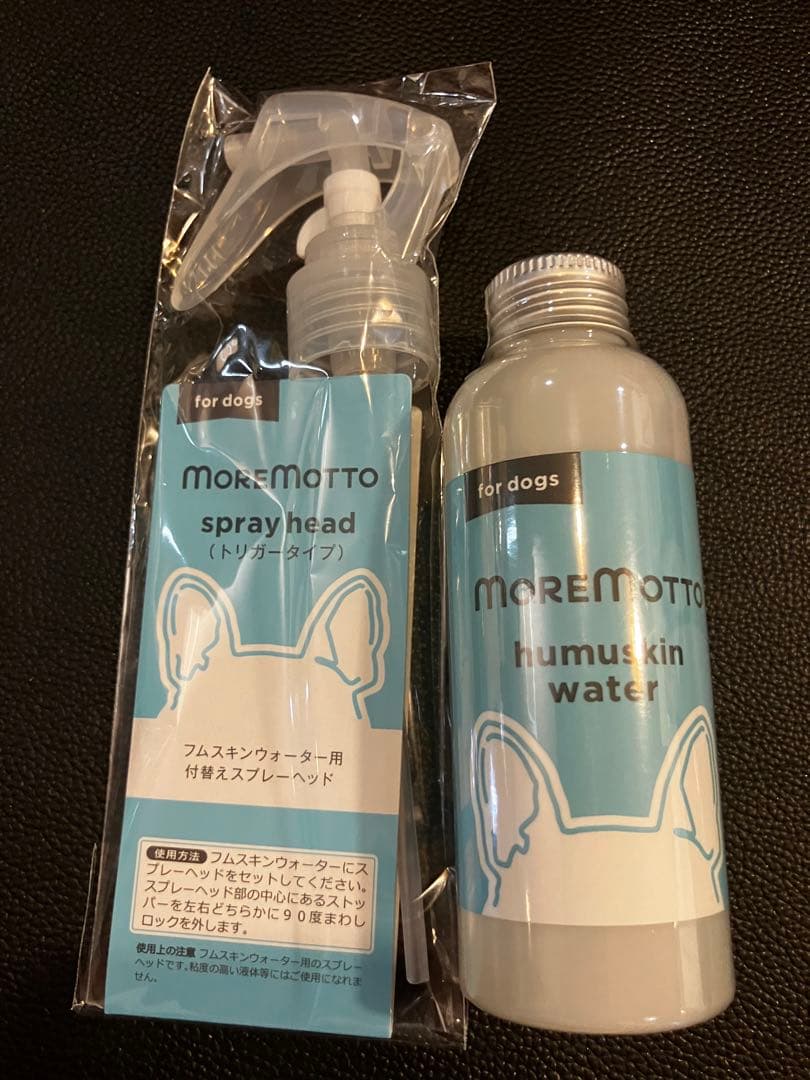 for dogs
MOREMOTTO
spray head
（トリガータイプ）
フムスキンウォーター用
付替えスプレーヘッド
使用方法 フムスキンウォーターにス
プレーヘッドをセットしてください。
スプレーヘッド部の中心にあるストッ
パーを左右どちらかに９０度まわし
ロックを外します。
使用上の注意 フムスキンウォーター用のスプレー
ヘッドです。粘度の高い液体等にはご使用になれま
せん。
for dogs
MOREMOTTO
humuskin
water